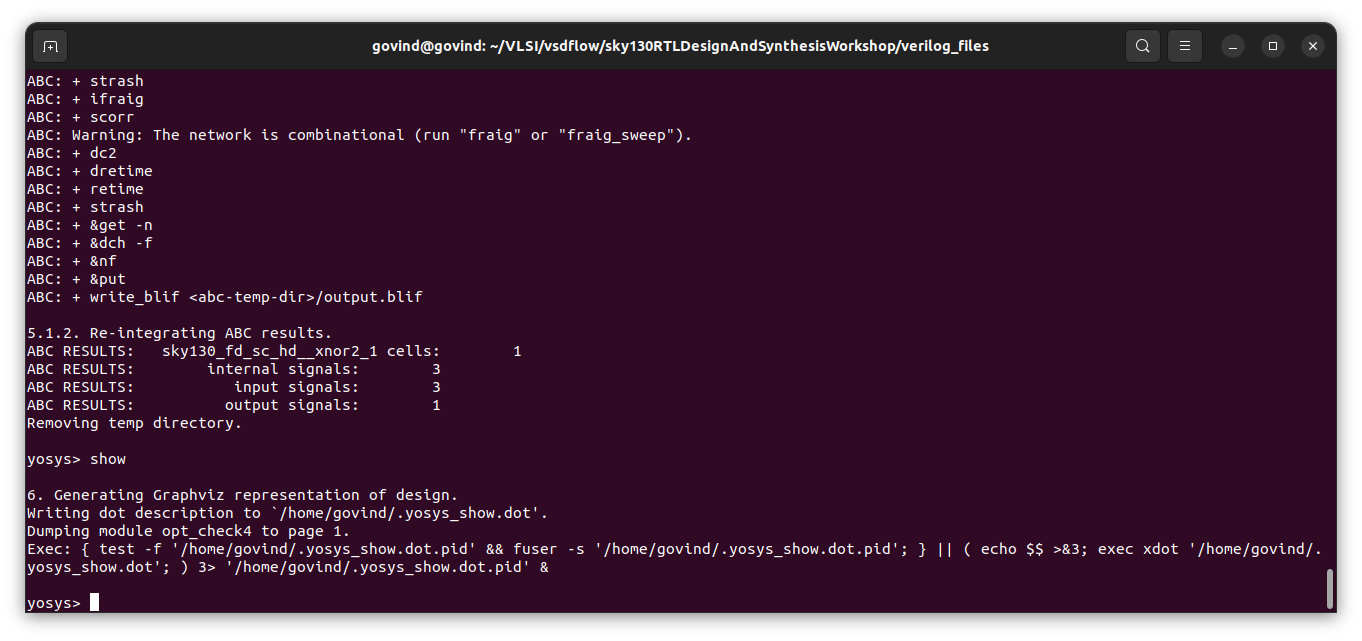 govind@govind: ~/VLSI/vsdflow/sky130RTLDesignAndSynthesisWorkshop/verilog_files
ABC: + strash
ABC: + ifraig
ABC: + scorr
ABC: Warning: The network is combinational (run "fraig" or "fraig_sweep").
ABC: + dc2
ABC: + dretime
ABC: + retime
ABC: + strash
ABC: + &get -n
ABC: + &dch -f
ABC: + &nf
ABC: + &put
ABC: + write_blif <abc-temp-dir>/output.blif
5.1.2. Re-integrating ABC results.
ABC RESULTS:   sky130_fd_sc_hd__xnor2_1 cells:        1
ABC RESULTS:        internal signals:        3
ABC RESULTS:           input signals:        3
ABC RESULTS:          output signals:        1
Removing temp directory.
yosys> show
6. Generating Graphviz representation of design.
Writing dot description to `/home/govind/.yosys_show.dot'.
Dumping module opt_check4 to page 1.
Exec: { test -f '/home/govind/.yosys_show.dot.pid' && fuser -s '/home/govind/.yosys_show.dot.pid'; } || ( echo $$ >&3; exec xdot '/home/govind/.
yosys_show.dot'; ) 3> '/home/govind/.yosys_show.dot.pid' &
yosys>